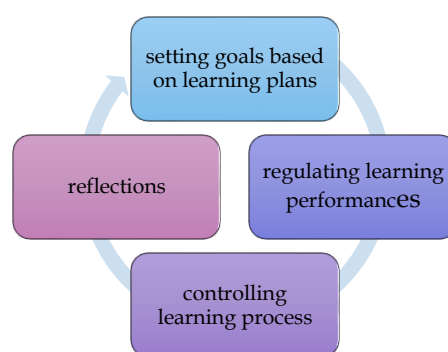 setting goals based
on learning plans
regulating learning
performances
controlling
learning process
reflections